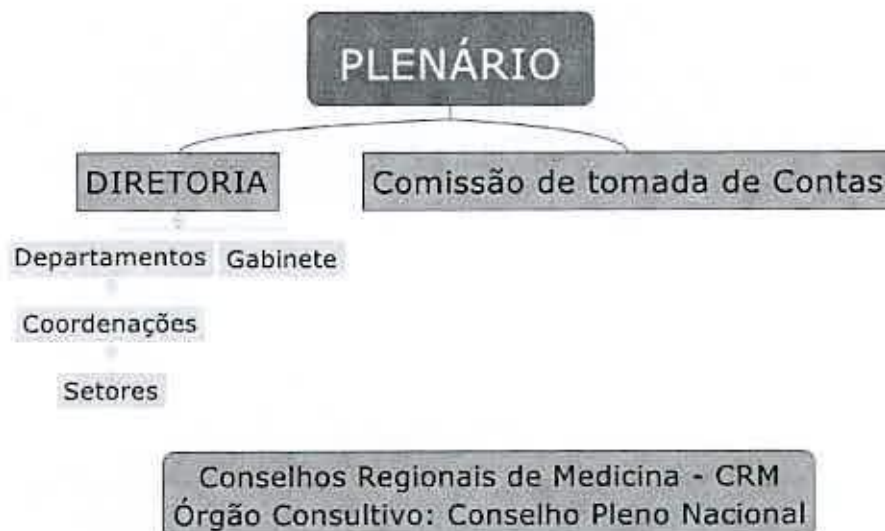 PLENÁRIO
DIRETORIA
Comissão de tomada de Contas
Departamentos
Gabinete
Coordenações
Setores
Conselhos Regionais de Medicina - CRM
Órgão Consultivo: Conselho Pleno Nacional